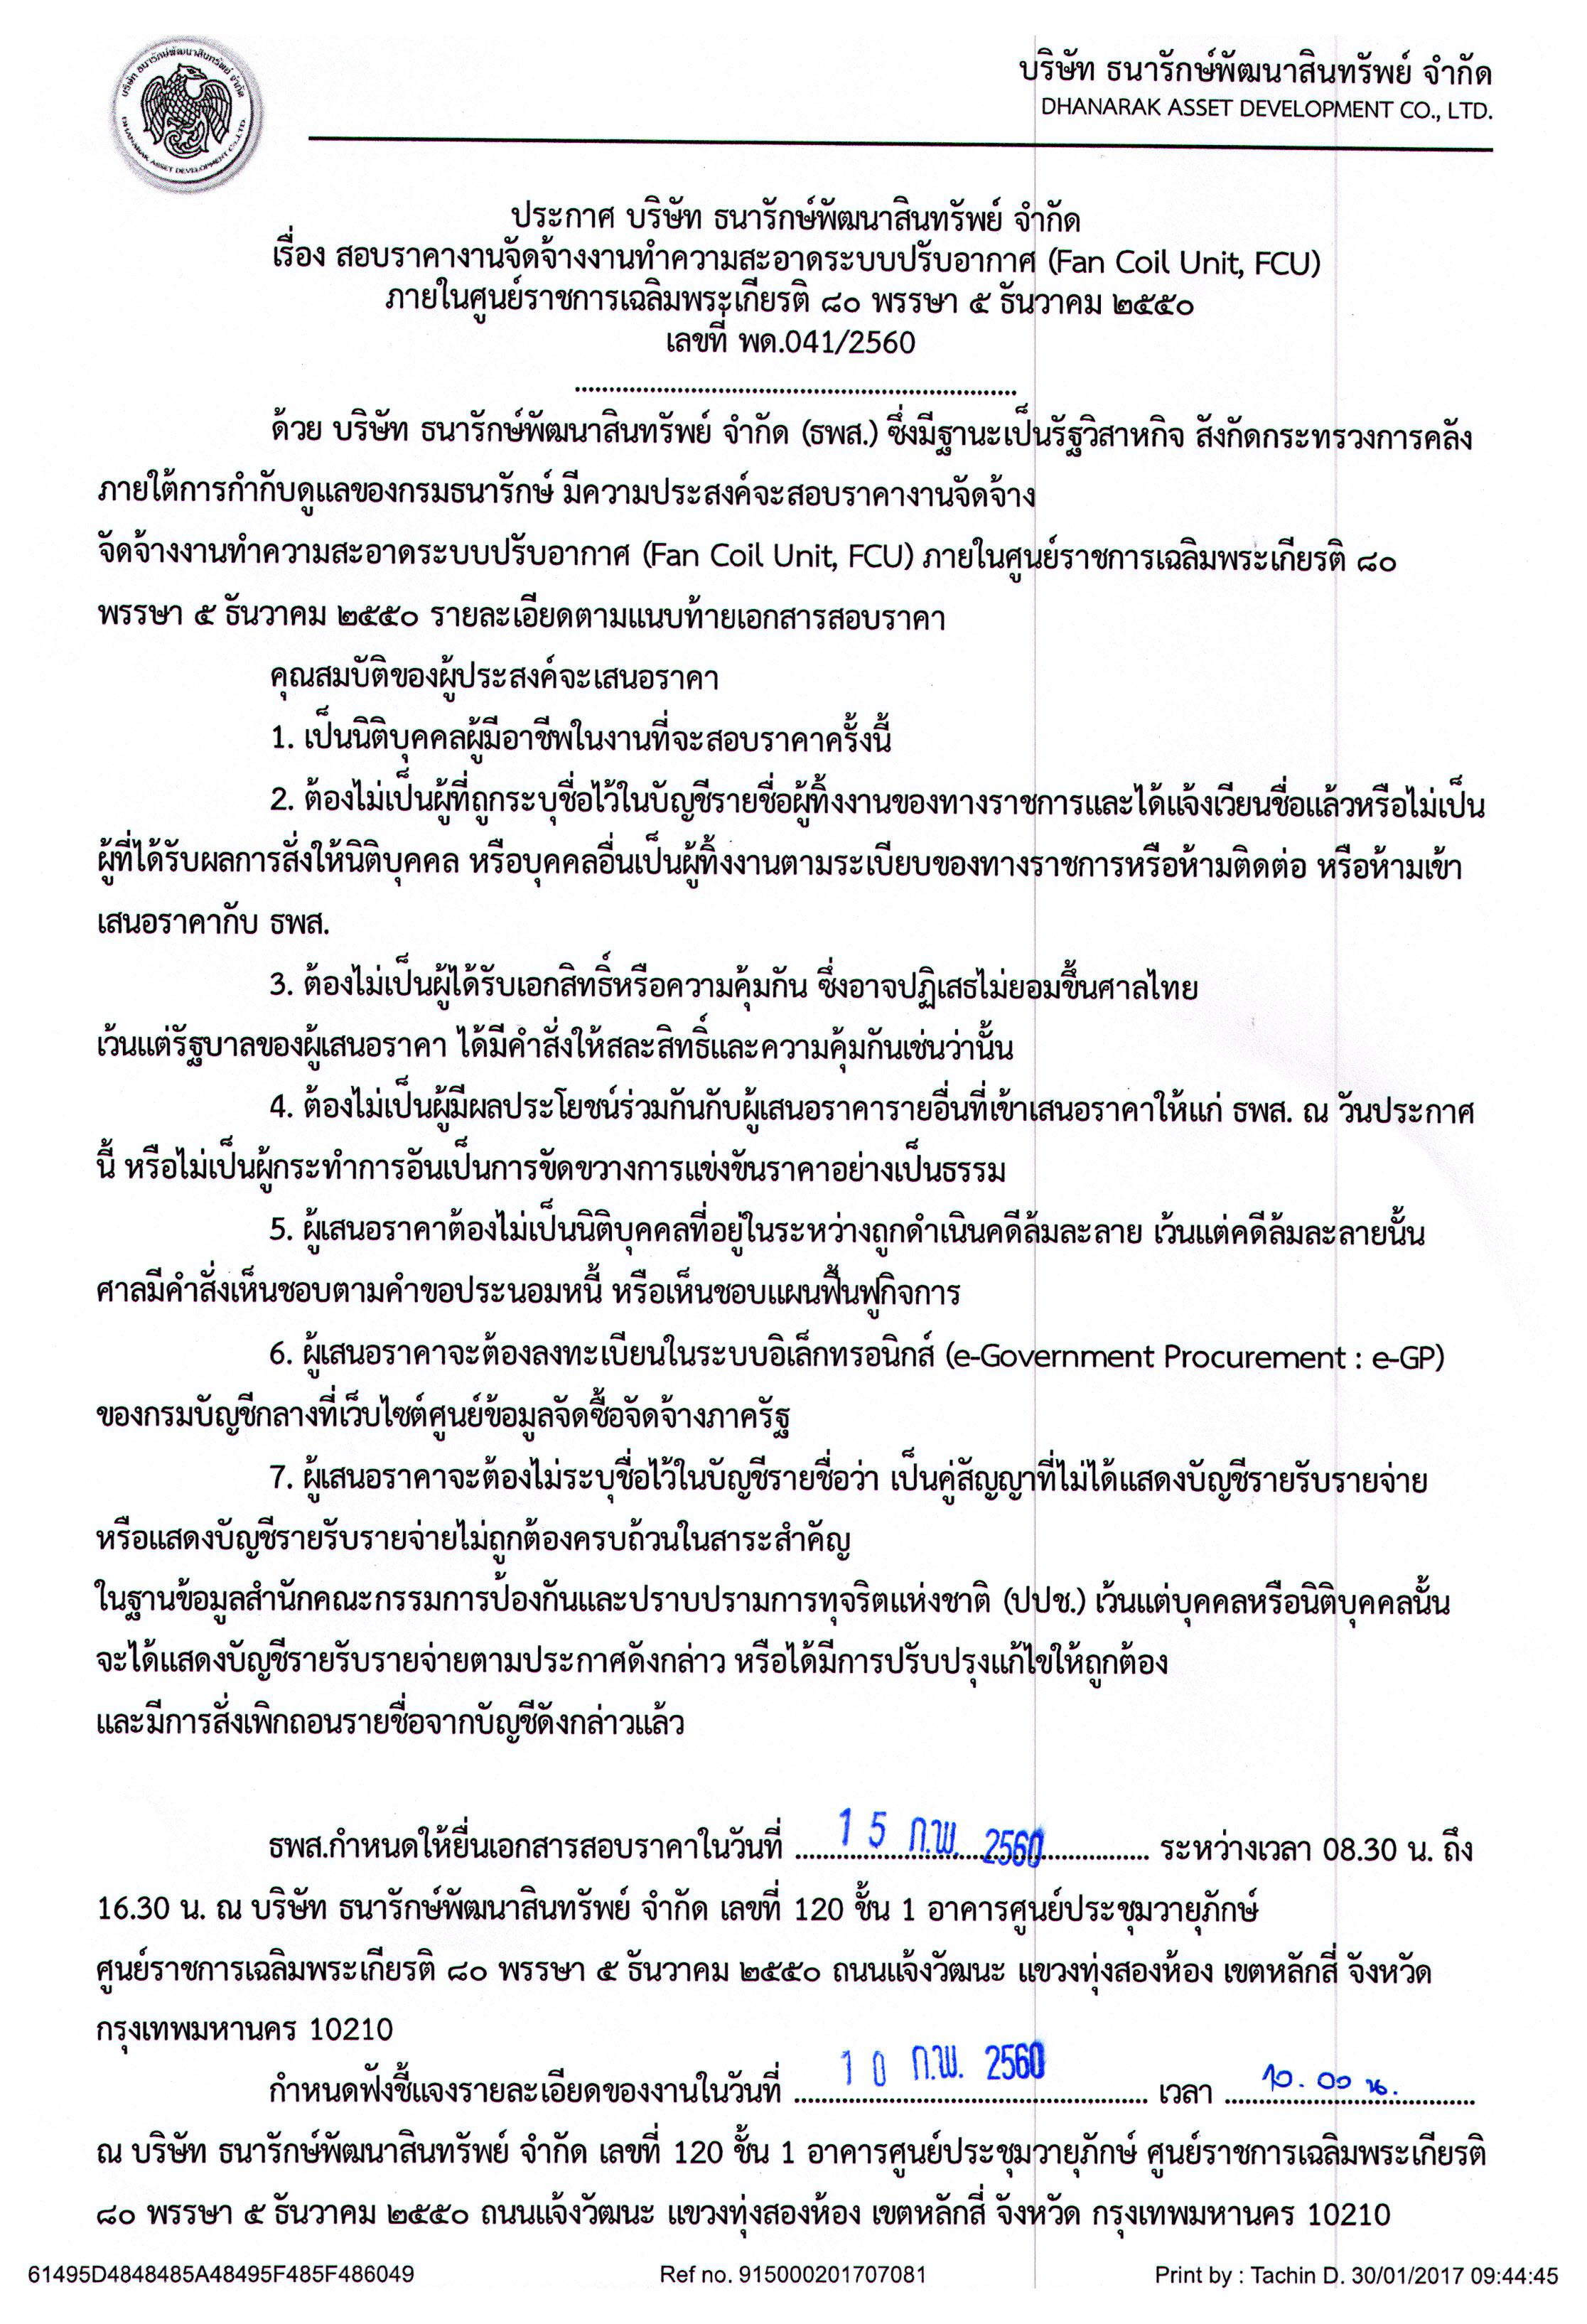 บริษัท ธนารักษ์พัฒนาสินทรัพย์ จำกัด
DHANARAK ASSET DEVELOPMENT CO., LTD.
บริษัท ธนารักษ์พัฒนาสินทรัพย์ จำกัด
DHANARAK ASSET DEVELOPMENT CO.,LTD.
ประกาศ บริษัท ธนารักษ์พัฒนาสินทรัพย์ จำกัด
เรื่อง สอบราคางานจัดจ้างงานทำความสะอาดระบบปรับอากาศ (Fan Coil Unit, FCU)
ภายในศูนย์ราชการเฉลิมพระเกียรติ ๘๐ พรรษา ๕ ธันวาคม ๒๕๕๐
เลขที่ พด.041/2560
................................................................
ด้วย บริษัท ธนารักษ์พัฒนาสินทรัพย์ จำกัด (ธพส.) ซึ่งมีฐานะเป็นรัฐวิสาหกิจ สังกัดกระทรวงการคลัง
ภายใต้การกำกับดูแลของกรมธนารักษ์ มีความประสงค์จะสอบราคางานจัดจ้าง
จัดจ้างงานทำความสะอาดระบบปรับอากาศ (Fan Coil Unit, FCU) ภายในศูนย์ราชการเฉลิมพระเกียรติ ๘๐
พรรษา ๕ ธันวาคม ๒๕๕๐ รายละเอียดตามแนบท้ายเอกสารสอบราคา
คุณสมบัติของผู้ประสงค์จะเสนอราคา
1. เป็นนิติบุคคลผู้มีอาชีพในงานที่จะสอบราคาครั้งนี้
2. ต้องไม่เป็นผู้ที่ถูกระบุชื่อไว้ในบัญชีรายชื่อผู้ทิ้งงานของทางราชการและได้แจ้งเวียนชื่อแล้วหรือไม่เป็น
ผู้ที่ได้รับผลการสั่งให้นิติบุคคล หรือบุคคลอื่นเป็นผู้ทิ้งงานตามระเบียบของทางราชการหรือห้ามติดต่อ หรือห้ามเข้า
เสนอราคากับ ธพส.
3. ต้องไม่เป็นผู้ได้รับเอกสิทธิ์หรือความคุ้มกัน ซึ่งอาจปฏิเสธไม่ยอมขึ้นศาลไทย
เว้นแต่รัฐบาลของผู้เสนอราคา ได้มีคำสั่งให้สละสิทธิ์และความคุ้มกันเช่นว่านั้น
4. ต้องไม่เป็นผู้มีผลประโยชน์ร่วมกันกับผู้เสนอราคารายอื่นที่เข้าเสนอราคาให้แก่ ธพส. ณ วันประกาศ
นี้ หรือไม่เป็นผู้กระทำการอันเป็นการขัดขวางการแข่งขันราคาอย่างเป็นธรรม
5. ผู้เสนอราคาต้องไม่เป็นนิติบุคคลที่อยู่ในระหว่างถูกดำเนินคดีล้มละลาย เว้นแต่คดีล้มละลายนั้น
ศาลมีคำสั่งเห็นชอบตามคำขอประนอมหนี้ หรือเห็นชอบแผนฟื้นฟูกิจการ
6. ผู้เสนอราคาจะต้องลงทะเบียนในระบบอิเล็กทรอนิกส์ (e-Government Procurement : e-GP)
ของกรมบัญชีกลางที่เว็บไซต์ศูนย์ข้อมูลจัดซื้อจัดจ้างภาครัฐ
7. ผู้เสนอราคาจะต้องไม่ระบุชื่อไว้ในบัญชีรายชื่อว่า เป็นคู่สัญญาที่ไม่ได้แสดงบัญชีรายรับรายจ่าย
หรือแสดงบัญชีรายรับรายจ่ายไม่ถูกต้องครบถ้วนในสาระสำคัญ
ในฐานข้อมูลสำนักคณะกรรมการป้องกันและปราบปรามการทุจริตแห่งชาติ (ปปช.) เว้นแต่บุคคลหรือนิติบุคคลนั้น
จะได้แสดงบัญชีรายรับรายจ่ายตามประกาศดังกล่าว หรือได้มีการปรับปรุงแก้ไขให้ถูกต้อง
และมีการสั่งเพิกถอนรายชื่อจากบัญชีดังกล่าวแล้ว
ธพส.กำหนดให้ยื่นเอกสารสอบราคาในวันที่ ....15 ก.พ. 2560.... ระหว่างเวลา 08.30 น. ถึง
16.30 น. ณ บริษัท ธนารักษ์พัฒนาสินทรัพย์ จำกัด เลขที่ 120 ชั้น 1 อาคารศูนย์ประชุมวายุภักษ์
ศูนย์ราชการเฉลิมพระเกียรติ ๘๐ พรรษา ๕ ธันวาคม ๒๕๕๐ ถนนแจ้งวัฒนะ แขวงทุ่งสองห้อง เขตหลักสี่ จังหวัด
กรุงเทพมหานคร 10210
กำหนดฟังชี้แจงรายละเอียดของงานในวันที่ ....10 ก.พ. 2560.... เวลา ....๑๐.๐๐ น.....
ณ บริษัท ธนารักษ์พัฒนาสินทรัพย์ จำกัด เลขที่ 120 ชั้น 1 อาคารศูนย์ประชุมวายุภักษ์ ศูนย์ราชการเฉลิมพระเกียรติ
๘๐ พรรษา ๕ ธันวาคม ๒๕๕๐ ถนนแจ้งวัฒนะ แขวงทุ่งสองห้อง เขตหลักสี่ จังหวัด กรุงเทพมหานคร 10210
61495D4848485A48495F485F486049 Ref no. 915000201707081 Print by : Tachin D. 30/01/2017 09:44:45